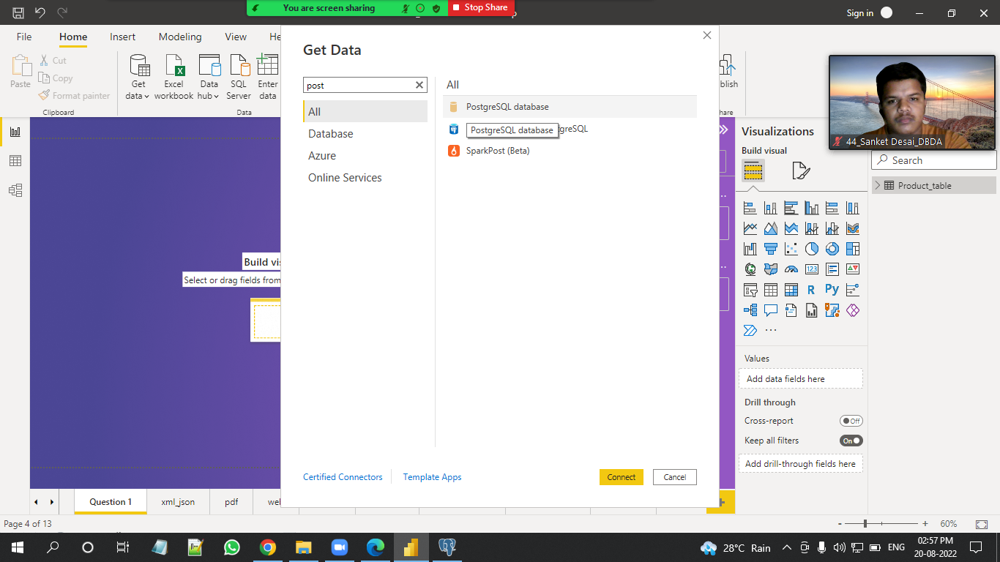 You are screen sharing
Stop Share
Sign in
File
Home
Insert
Modeling
View
He
Paste
Cut
Copy
Format painter
Clipboard
Get data
Excel workbook
Data hub
SQL Server
Enter data
Data
blish
hare
Get Data
post
All
Database
Azure
Online Services
All
PostgreSQL database
PostgreSQL database
greSQL
SparkPost (Beta)
Certified Connectors
Template Apps
Connect
Cancel
Build vis
Select or drag fields from
44_Sanket Desai_DBDA
Visualizations
Build visual
123
R
Py
Values
Add data fields here
Drill through
Cross-report
Off
Keep all filters
On
Add drill-through fields here
Search
Product_table
Question 1
xml_json
pdf
we
Page 4 of 13
60%
28°C Rain
ENG
02:57 PM
20-08-2022